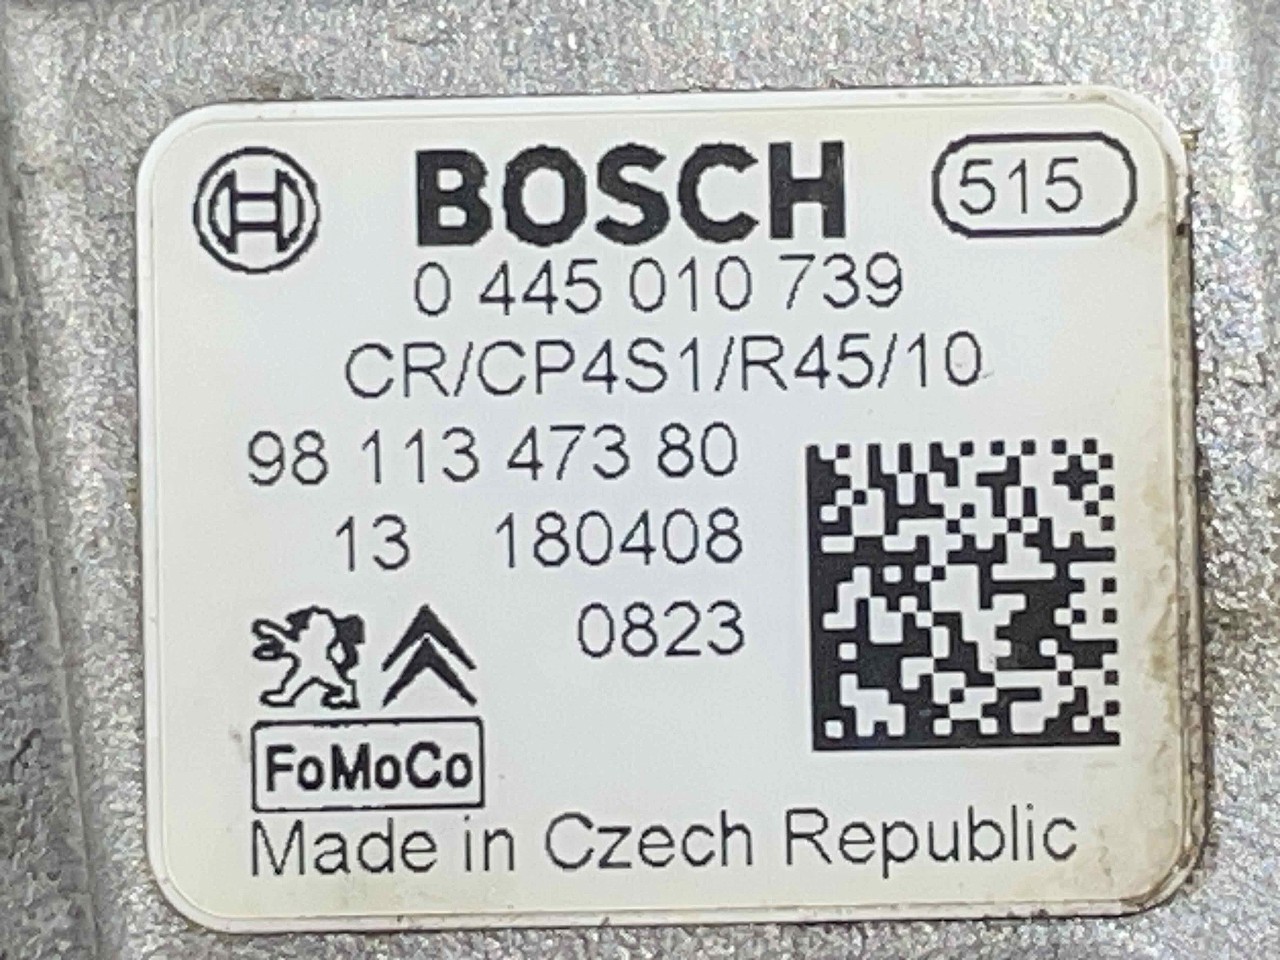 BOSCH 515
0 445 010 739
CR/CP4S1/R45/10
98 113 473 80
13 180408
0823
FoMoCo
Made in Czech Republic